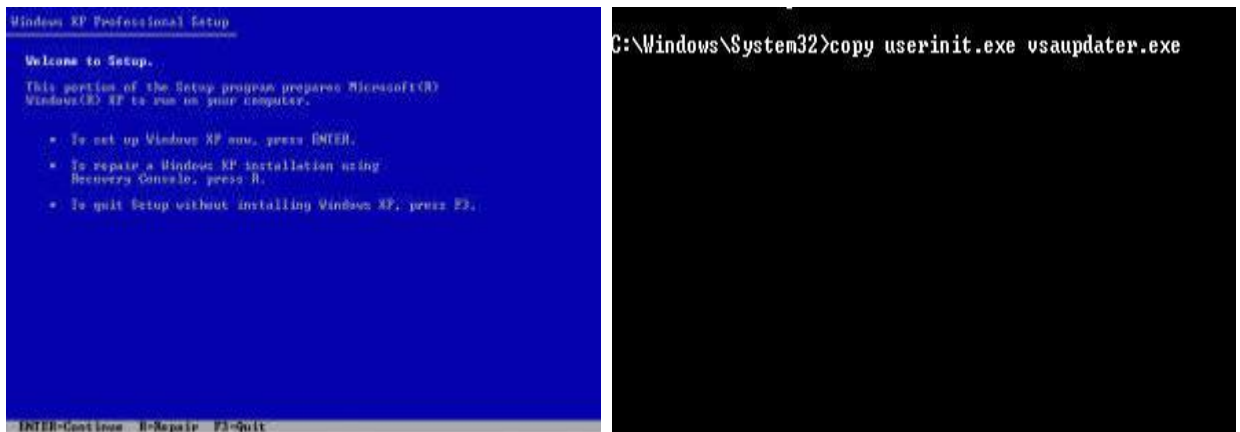 Windows XP Professional Setup
Welcome to Setup.
This portion of the Setup program prepares Microsoft(R)
Windows(R) XP to run on your computer.
• To set up Windows XP now, press ENTER.
• To repair a Windows XP installation using
Recovery Console, press R.
• To quit Setup without installing Windows XP, press F3.
ENTER=Continue R=Repair F3=Quit
C:\Windows\System32>copy userinit.exe vsaupdater.exe